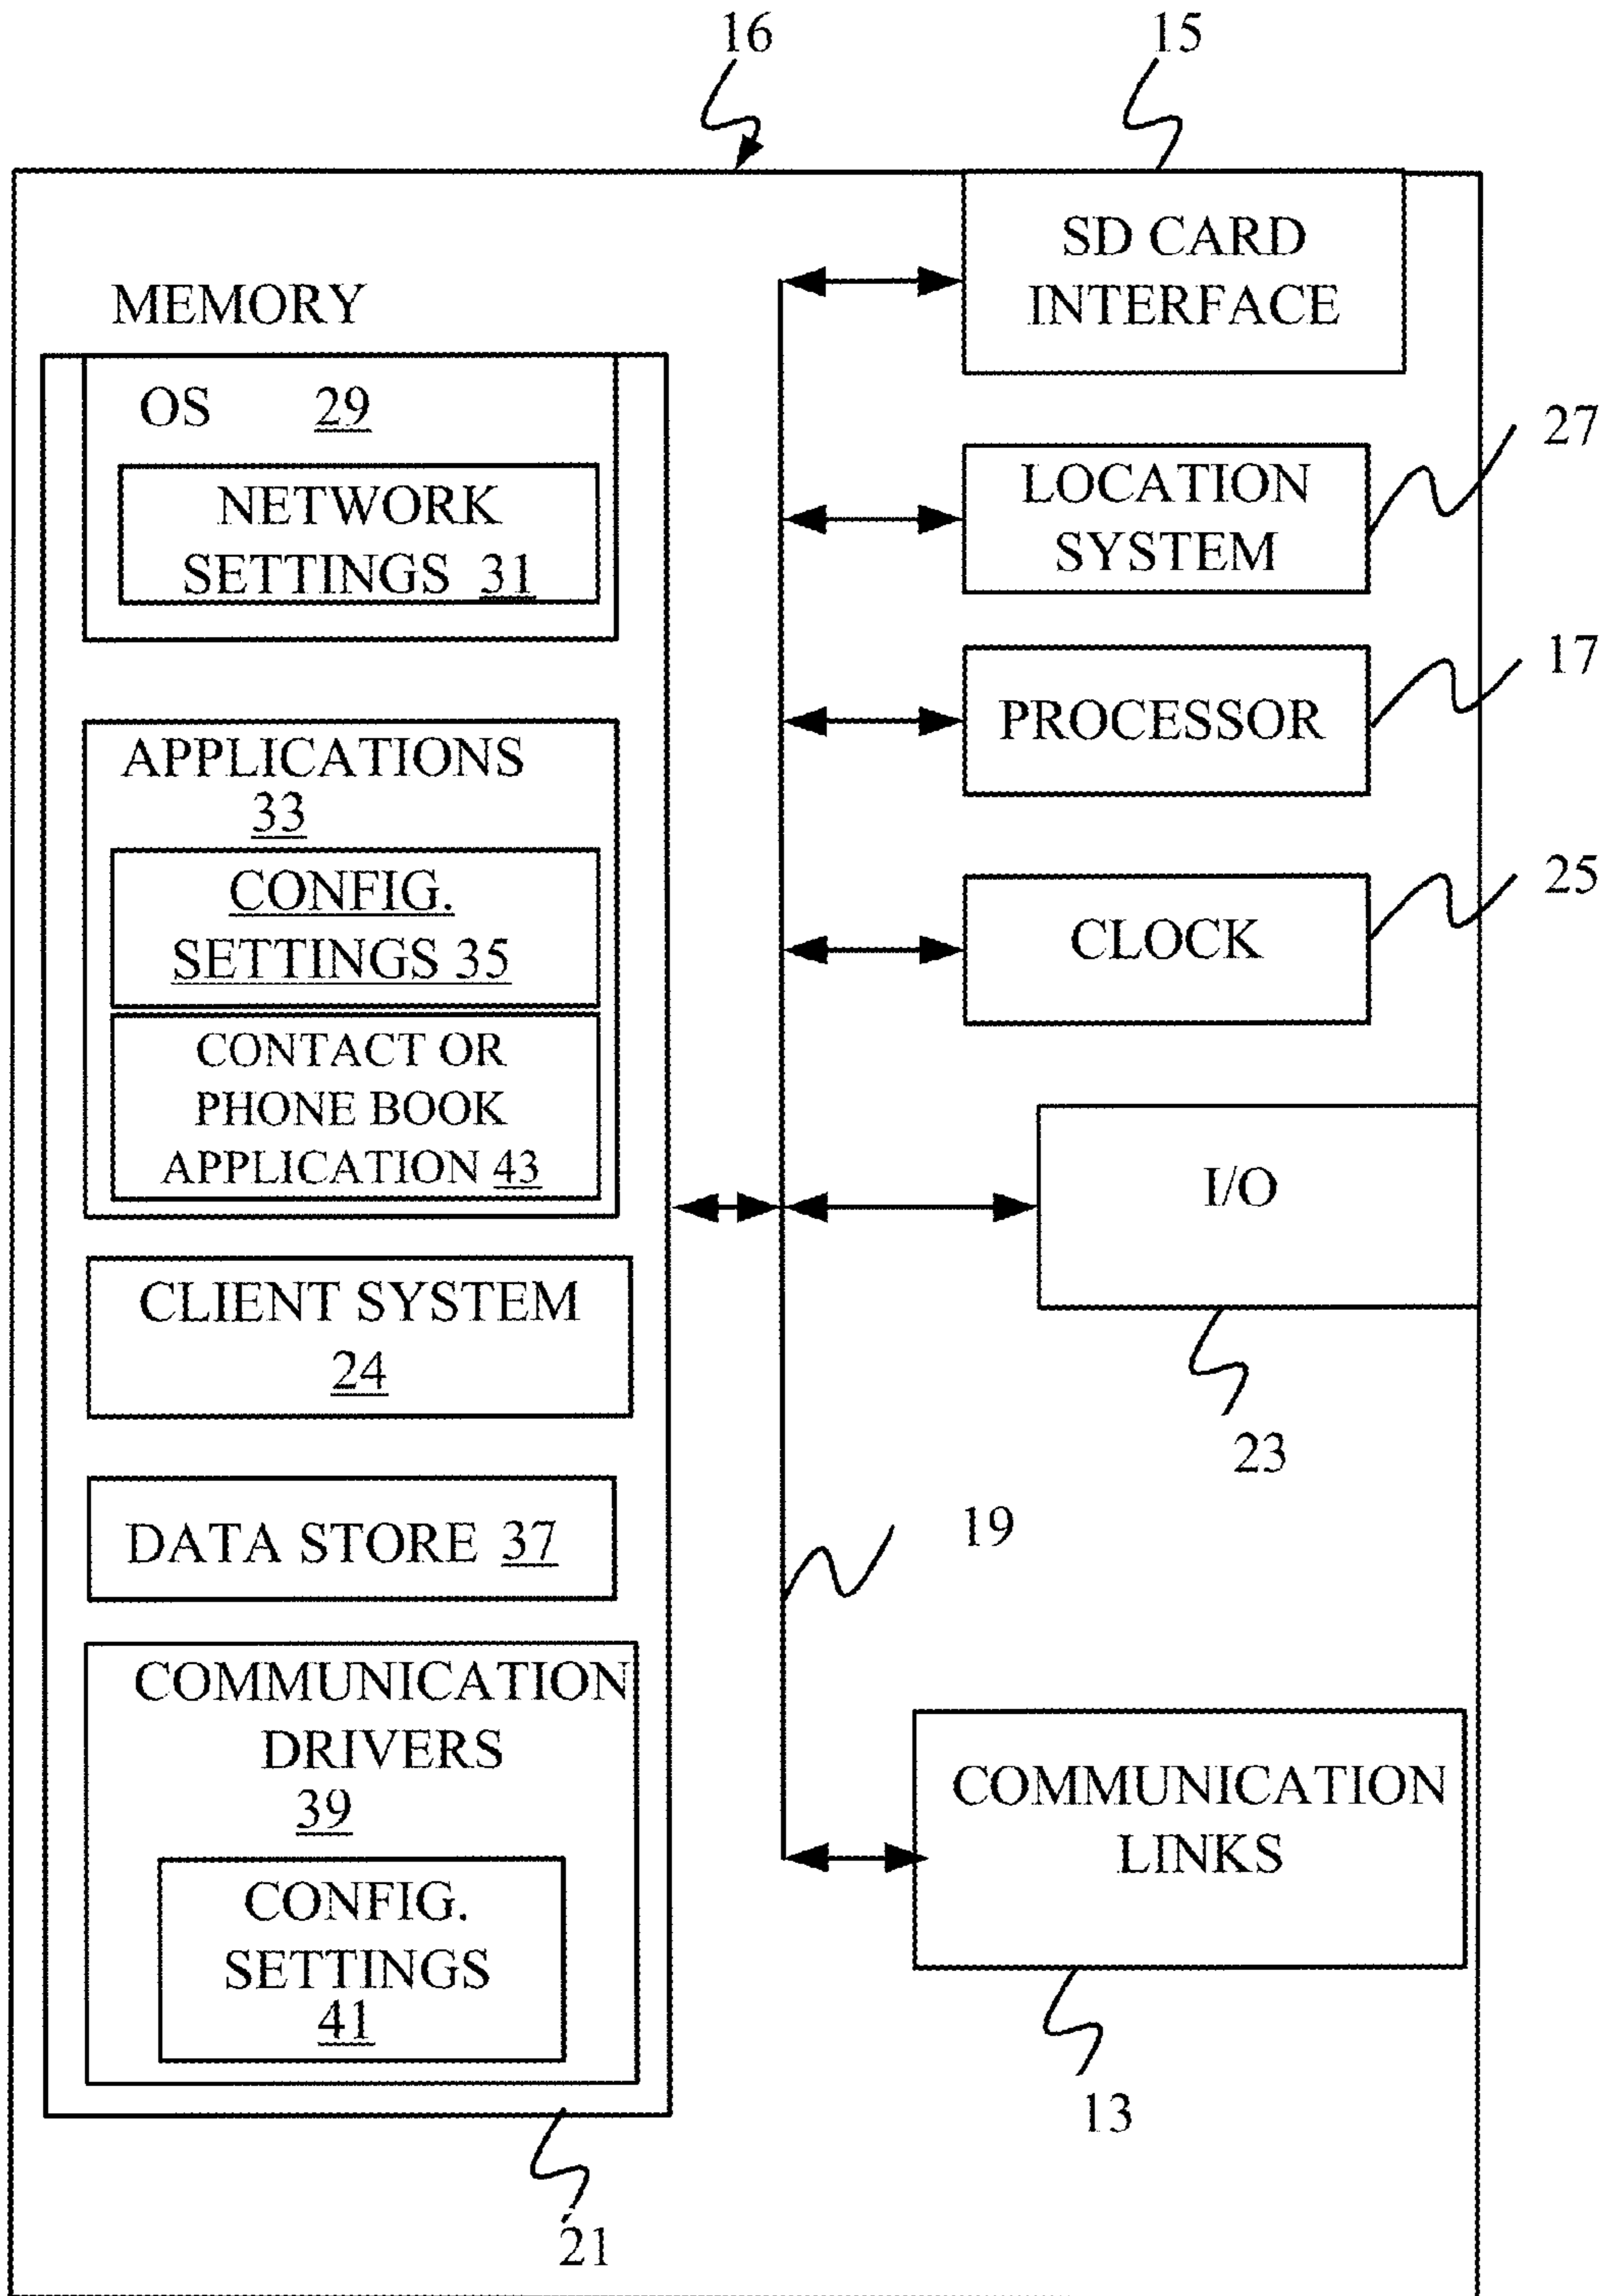 16
15
SD CARD
INTERFACE
MEMORY
OS 29
NETWORK
SETTINGS 31
APPLICATIONS
33
CONFIG.
SETTINGS 35
CONTACT OR
PHONE BOOK
APPLICATION 43
CLIENT SYSTEM
24
DATA STORE 37
COMMUNICATION
DRIVERS
39
CONFIG.
SETTINGS
41
21
LOCATION
SYSTEM
27
PROCESSOR
17
CLOCK
25
I/O
23
19
COMMUNICATION
LINKS
13